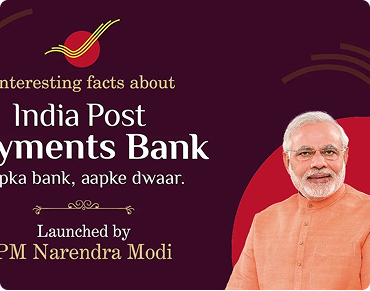 nteresting facts about
India Post
yments Bank
pka bank, aapke dwaar.
Launched by
PM Narendra Modi